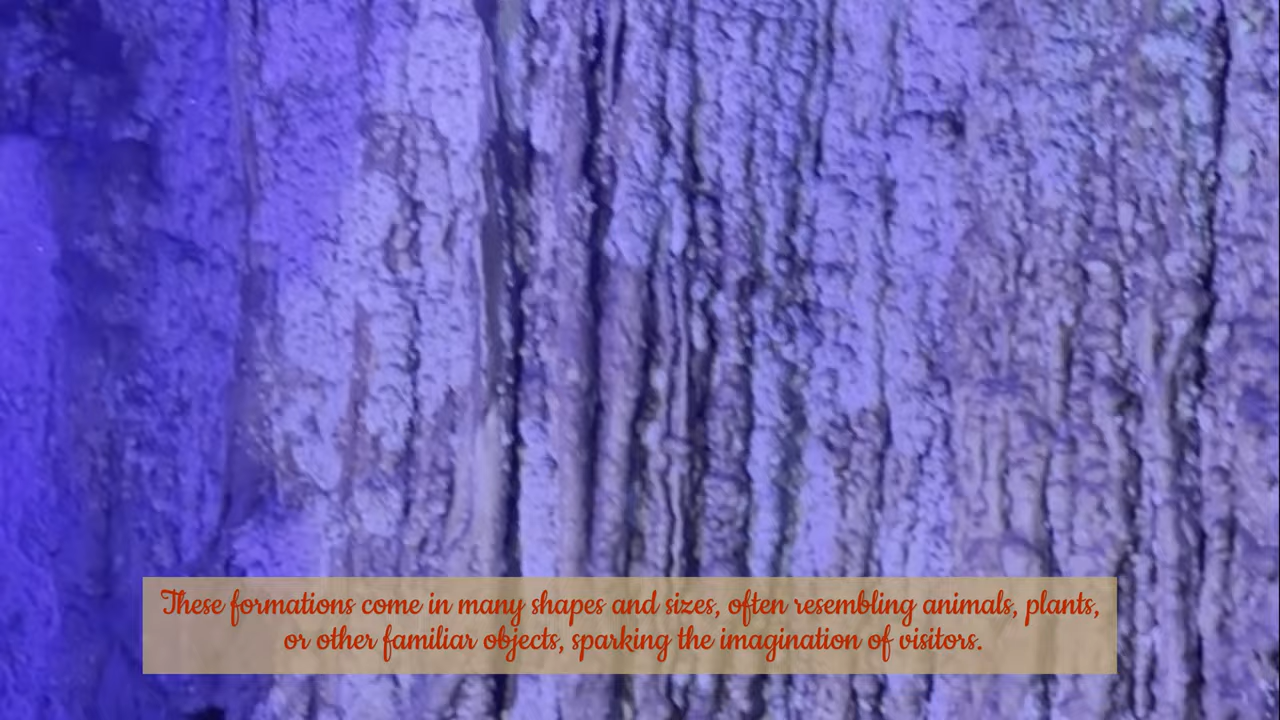 These formations come in many shapes and sizes, often resembling animals, plants,
or other familiar objects, sparking the imagination of visitors.